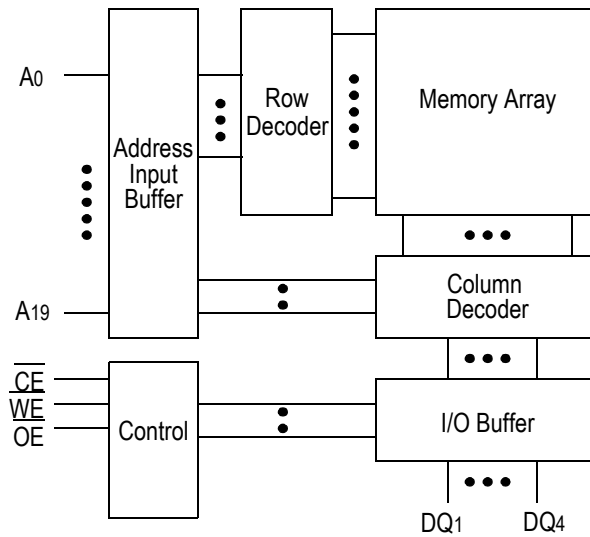 A0
Address
Input
Buffer
Row
Decoder
Memory Array
A19
Column
Decoder
CE
WE
OE
Control
I/O Buffer
DQ1
DQ4